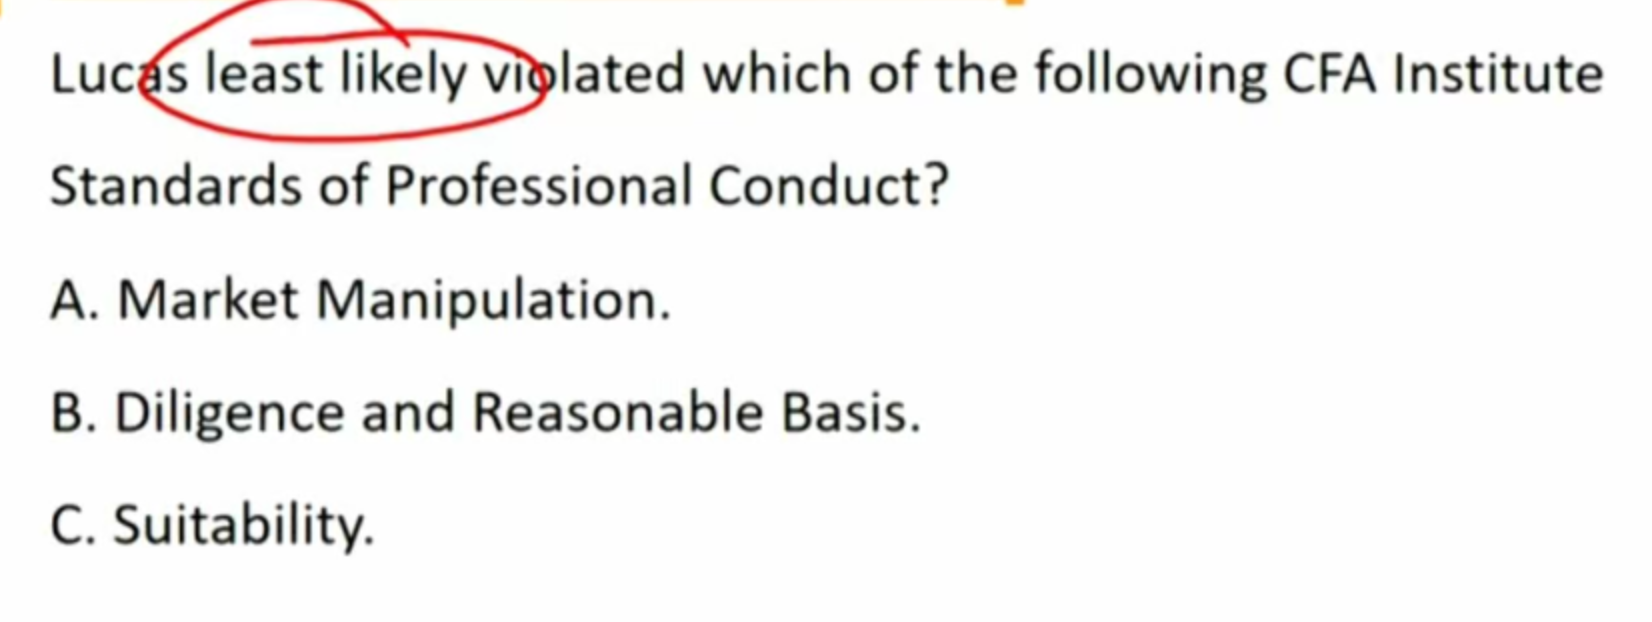 Lucas least likely violated which of the following CFA Institute
Standards of Professional Conduct?
A. Market Manipulation.
B. Diligence and Reasonable Basis.
C. Suitability.